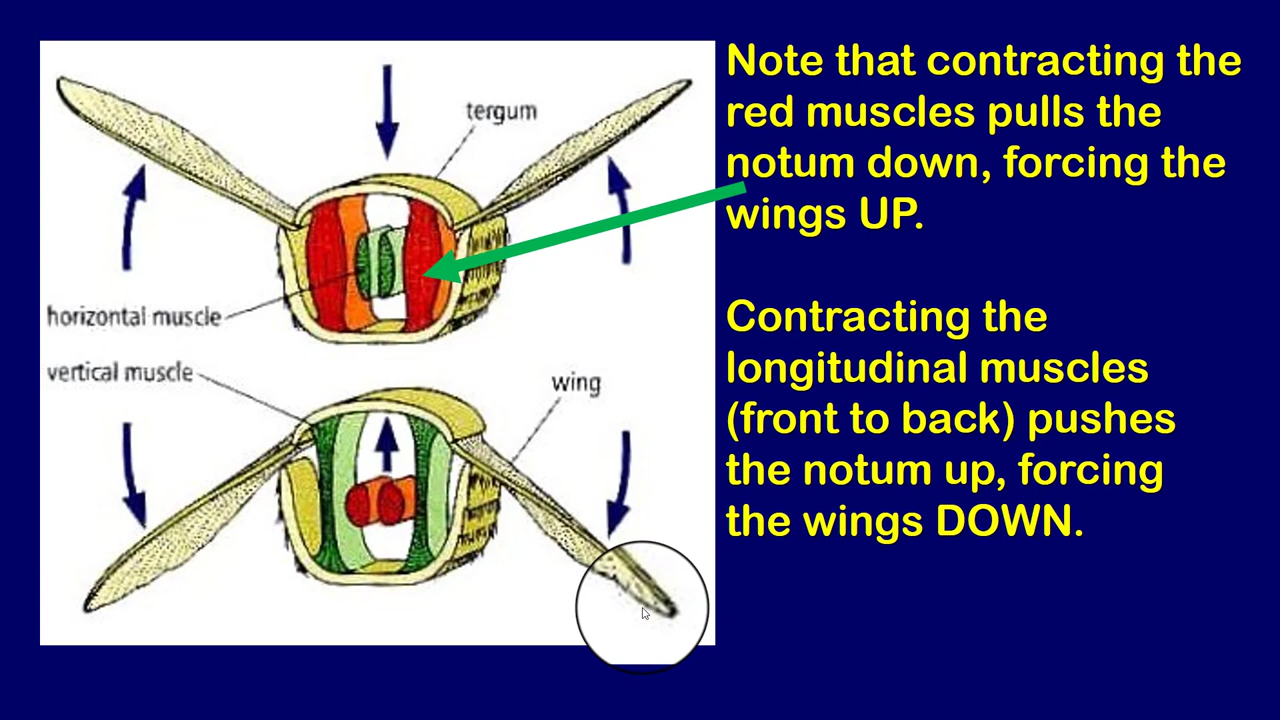 tergum
horizontal muscle
vertical muscle
wing
Note that contracting the
red muscles pulls the
notum down, forcing the
wings UP.
Contracting the
longitudinal muscles
(front to back) pushes
the notum up, forcing
the wings DOWN.